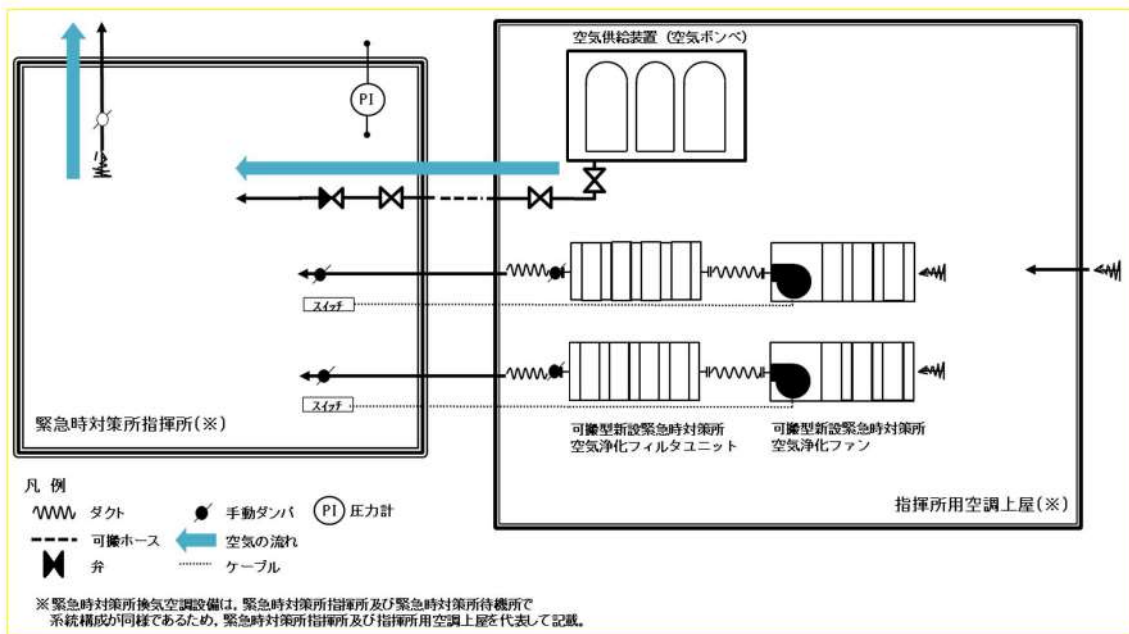 空気供給装置（空気ボンベ）
PI
スイッチ
スイッチ
緊急時対策所指揮所(※)
可搬型新設緊急時対策所
空気浄化フィルタユニット
可搬型新設緊急時対策所
空気浄化ファン
指揮所用空調上屋(※)
凡 例
ダクト
手動ダンパ
PI
圧力計
可搬ホース
空気の流れ
弁
ケーブル
※緊急時対策所換気空調設備は，緊急時対策所指揮所及び緊急時対策所待機所で
系統構成が同様であるため，緊急時対策所指揮所及び指揮所用空調上屋を代表して記載。